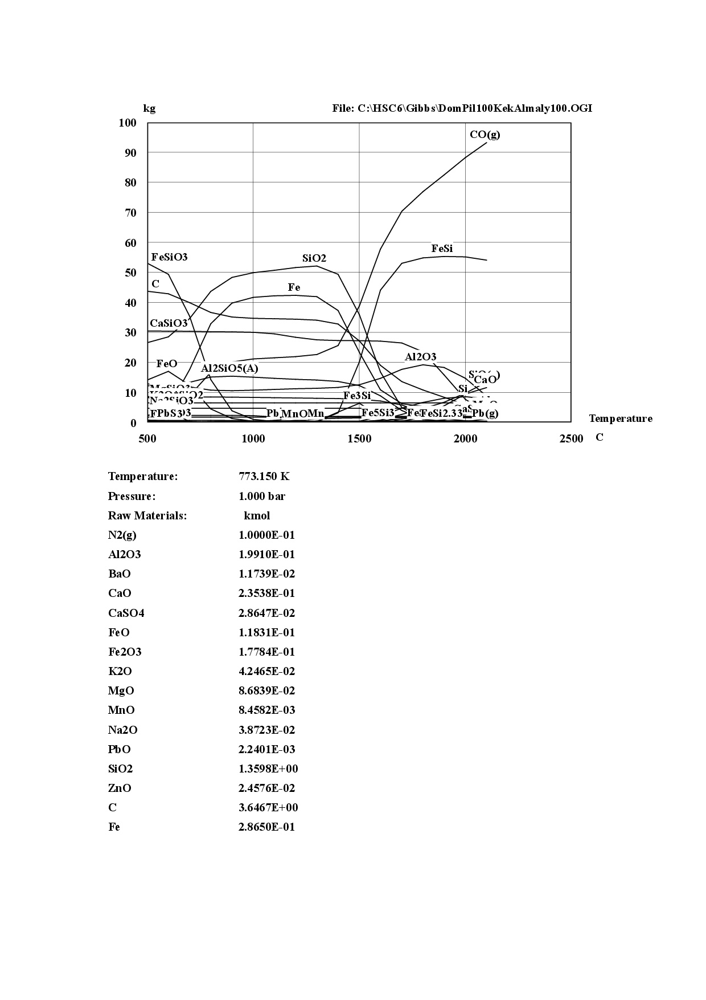 kg File: C:\HSC6\Gibbs\DomPil100KekAlmaly100.OGI
100
CO(g)
90
80
70
60
FeSi
FeSiO3 SiO2
50
C Fe
40
CaSiO3
30
Al2O3
20
FeO Al2SiO5(A)
CaO
Si
10
Fe3Si
Pb MnO Mn Fe5Si3 FeSi2.33 Pb(g)
0 Temperature
500 1000 1500 2000 2500 C
Temperature: 773.150 K
Pressure: 1.000 bar
Raw Materials: kmol
N2(g) 1.0000E-01
Al2O3 1.9910E-01
BaO 1.1739E-02
CaO 2.3538E-01
CaSO4 2.8647E-02
FeO 1.1831E-01
Fe2O3 1.7784E-01
K2O 4.2465E-02
MgO 8.6839E-02
MnO 8.4582E-03
Na2O 3.8723E-02
PbO 2.2401E-03
SiO2 1.3598E+00
ZnO 2.4576E-02
C 3.6467E+00
Fe 2.8650E-01